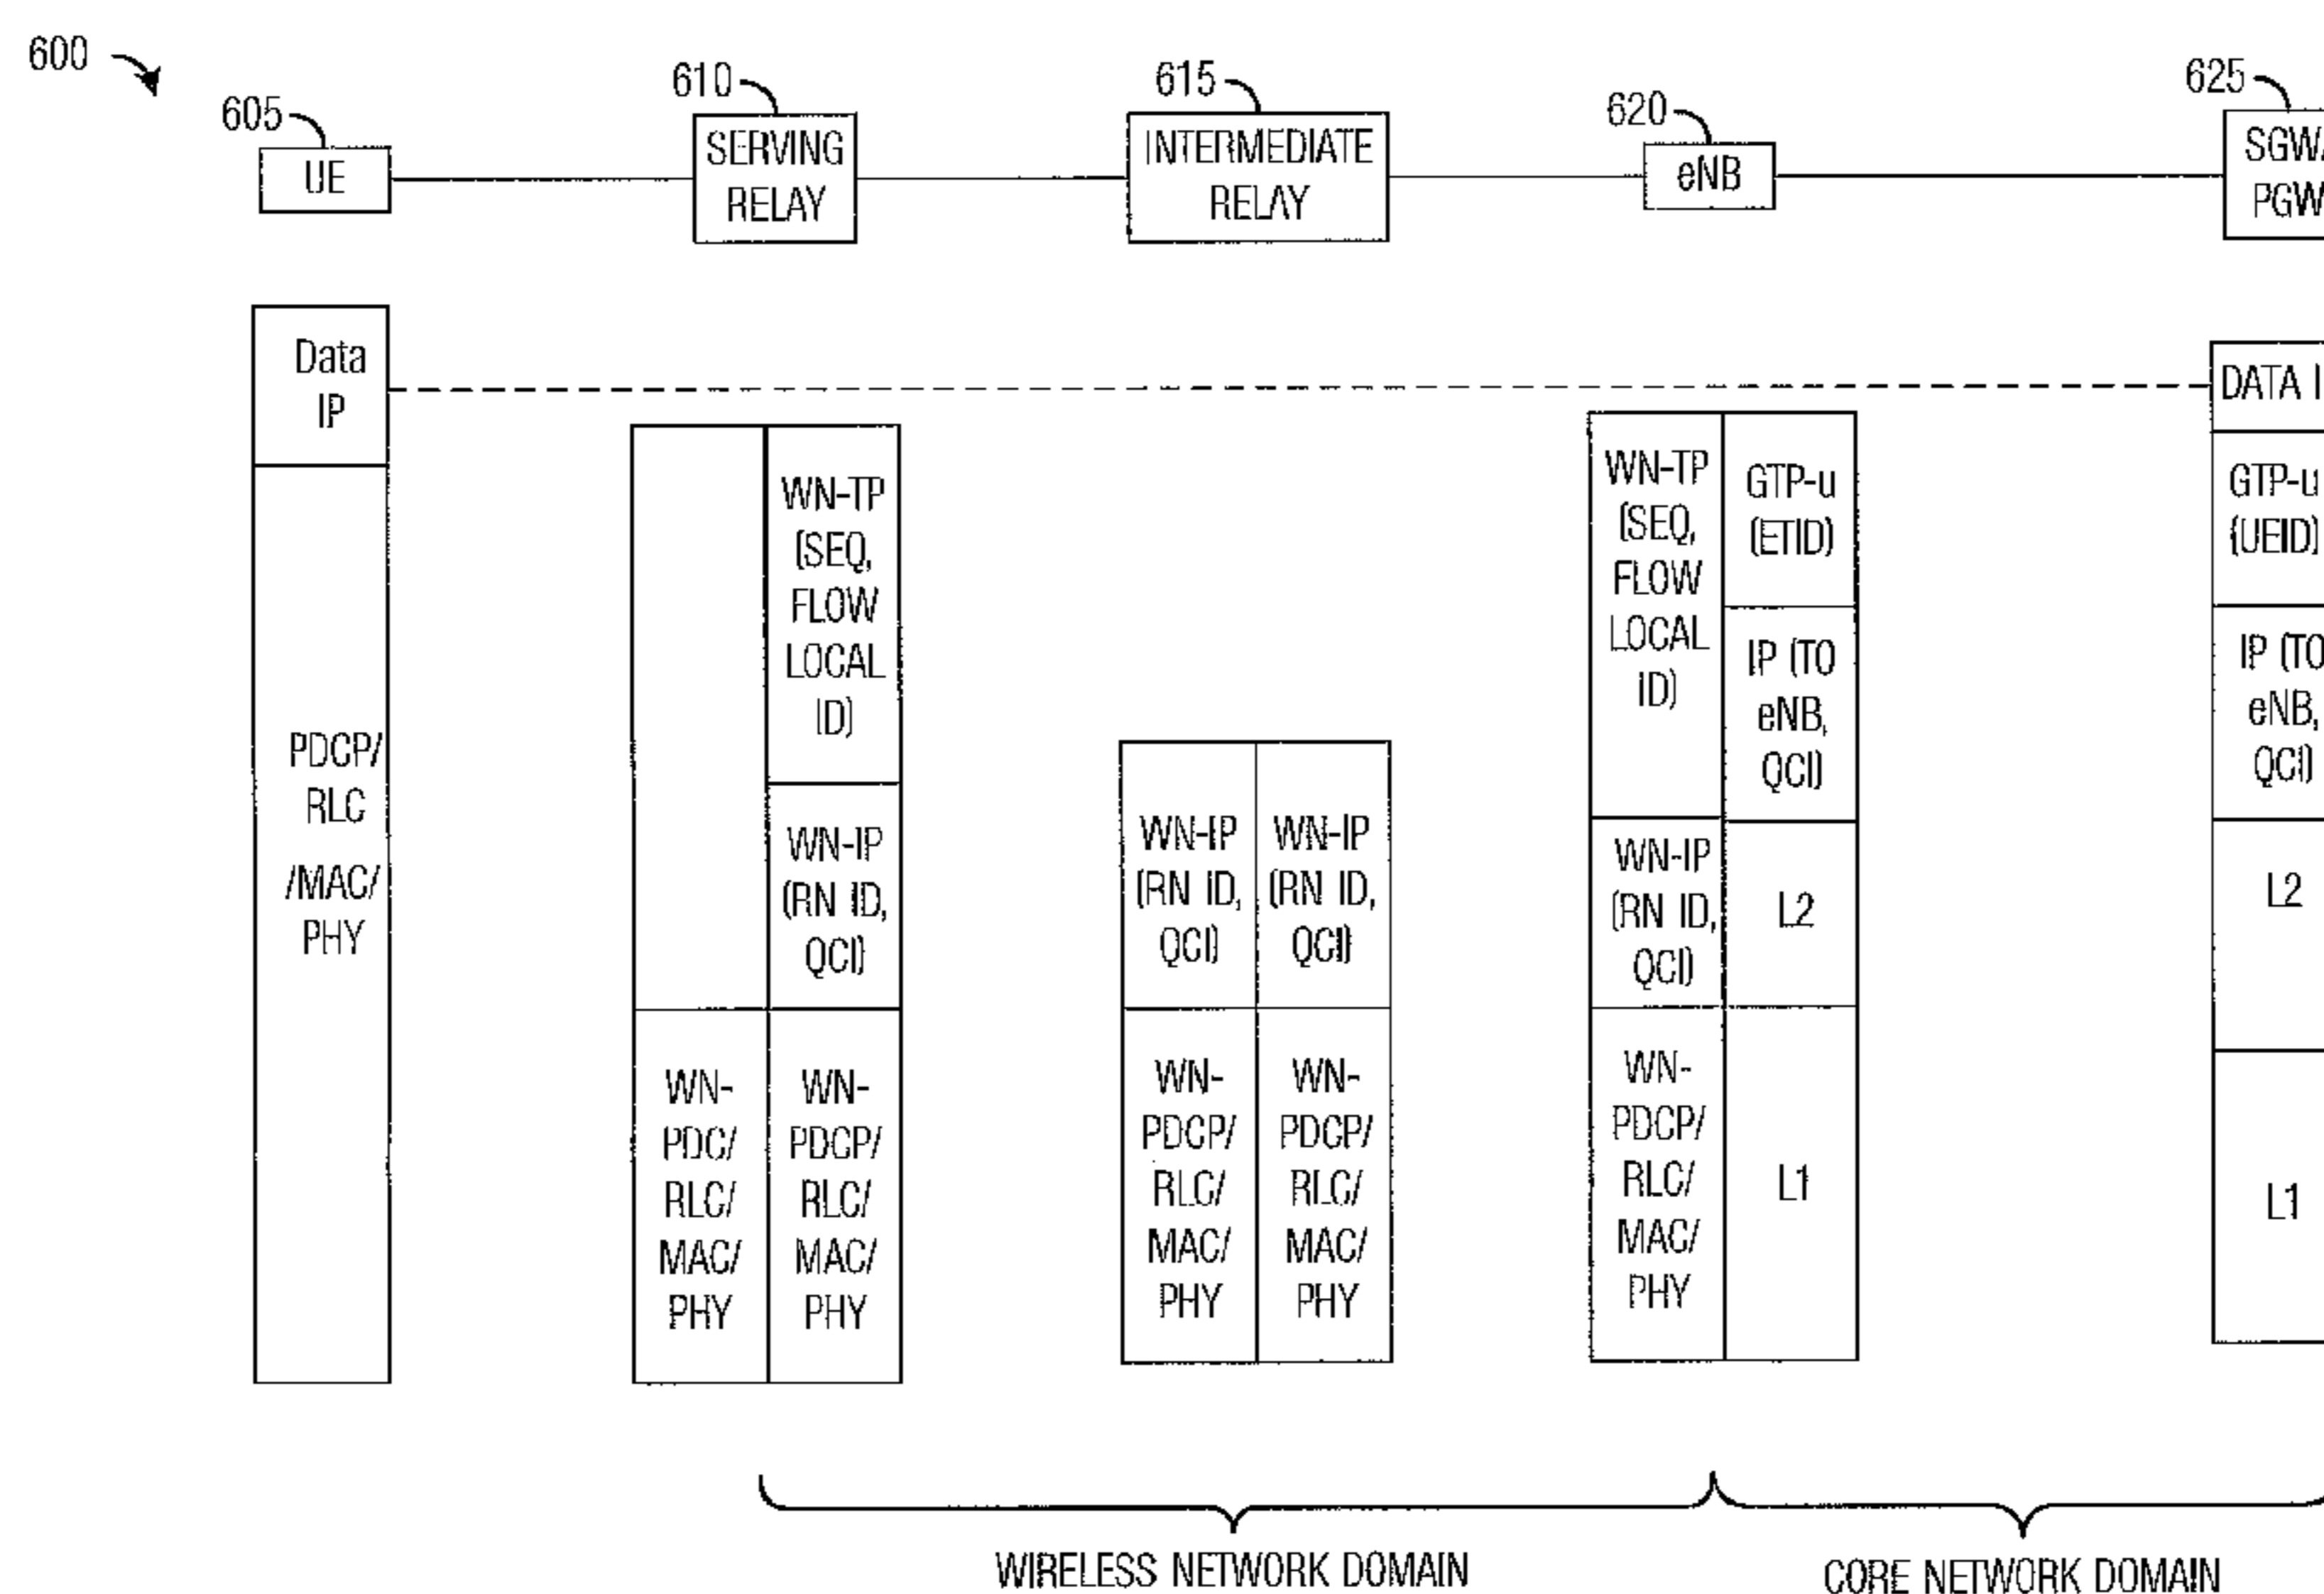 600
605
610
615
620
625
UE
SERVING
RELAY
INTERMEDIATE
RELAY
eNB
SGW/
PGW
Data
IP
PDCP/
RLC
/MAC/
PHY
WN-TP
(SEQ,
FLOW
LOCAL
ID)
WN-IP
(RN ID,
QCI)
WN-
PDC/
RLC/
MAC/
PHY
WN-
PDCP/
RLC/
MAC/
PHY
WN-IP
(RN ID,
QCI)
WN-IP
(RN ID,
QCI)
WN-
PDCP/
RLC/
MAC/
PHY
WN-
PDCP/
RLC/
MAC/
PHY
WN-TP
(SEQ,
FLOW
LOCAL
ID)
WN-IP
(RN ID,
QCI)
WN-
PDCP/
RLC/
MAC/
PHY
GTP-u
(ETID)
IP (TO
eNB,
QCI)
L2
L1
DATA I
GTP-u
(UEID)
IP (TO
eNB,
QCI)
L2
L1
WIRELESS NETWORK DOMAIN
CORE NETWORK DOMAIN